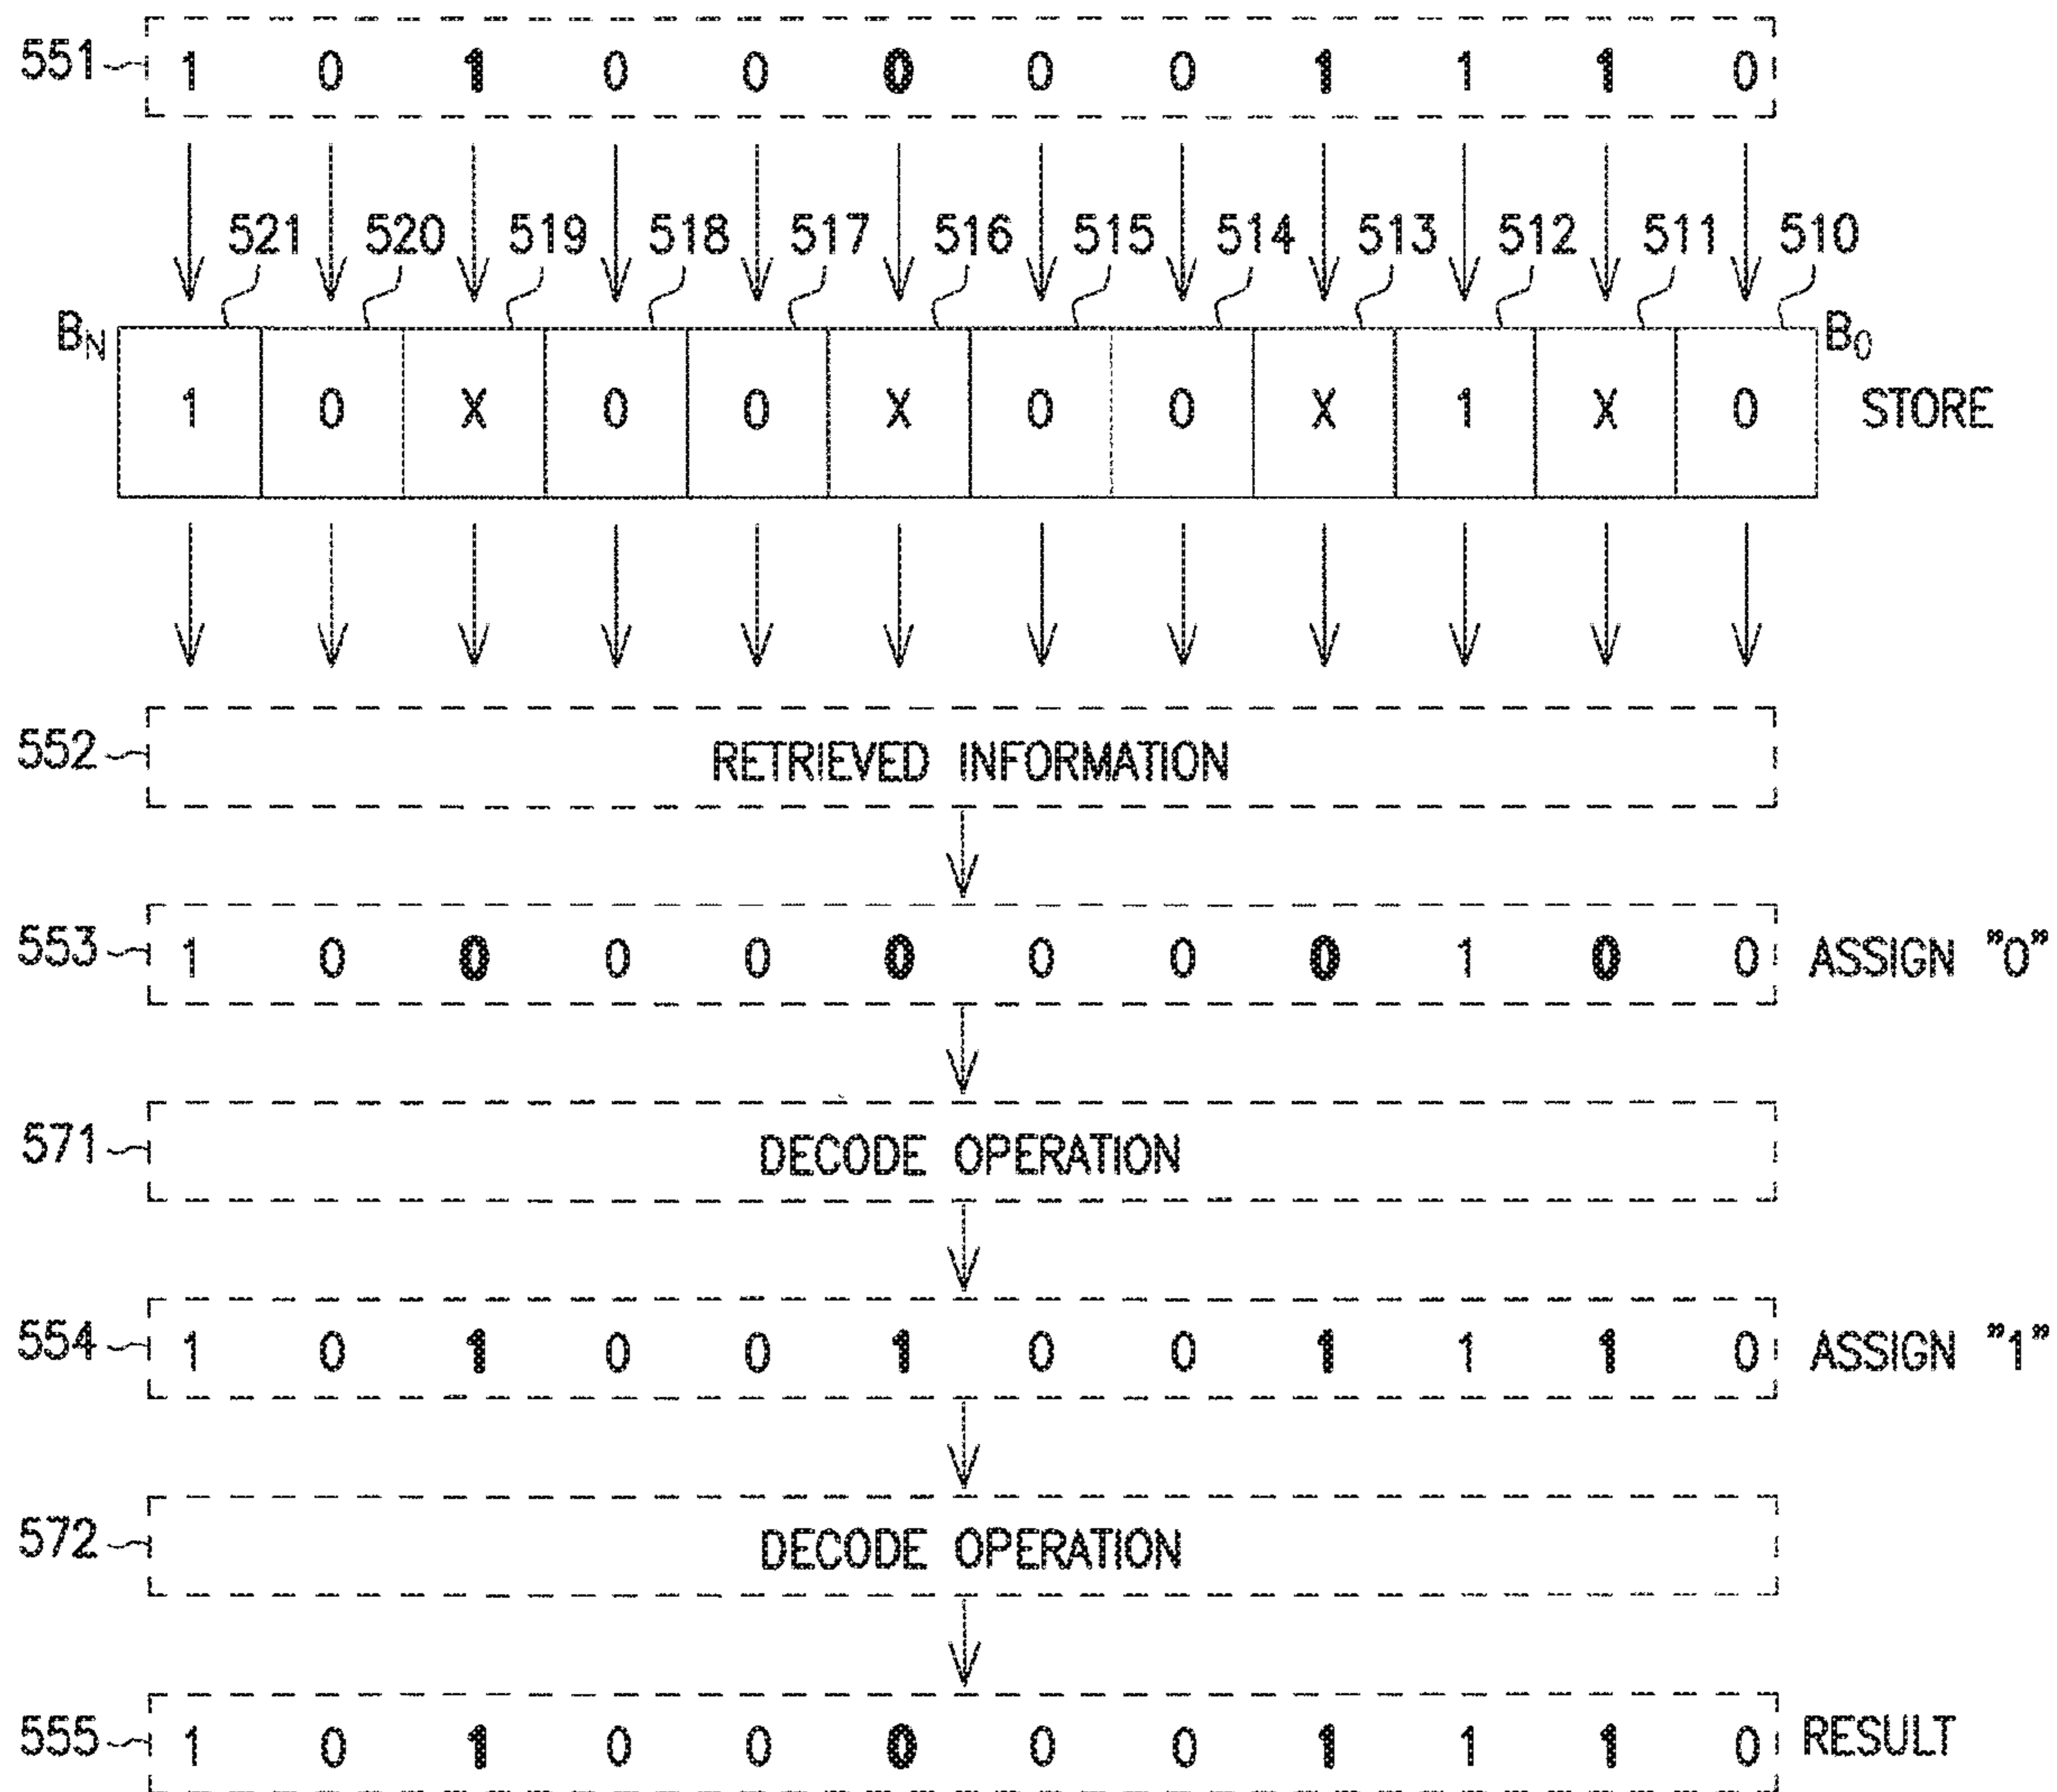 551 1 0 1 0 0 0 0 0 1 1 1 0
521 520 519 518 517 516 515 514 513 512 511 510
BN B0
1 0 X 0 0 X 0 0 X 1 X 0 STORE
552 RETRIEVED INFORMATION
553 1 0 0 0 0 0 0 0 0 1 0 0 ASSIGN "0"
571 DECODE OPERATION
554 1 0 1 0 0 1 0 0 1 1 1 0 ASSIGN "1"
572 DECODE OPERATION
555 1 0 1 0 0 0 0 0 1 1 1 0 RESULT